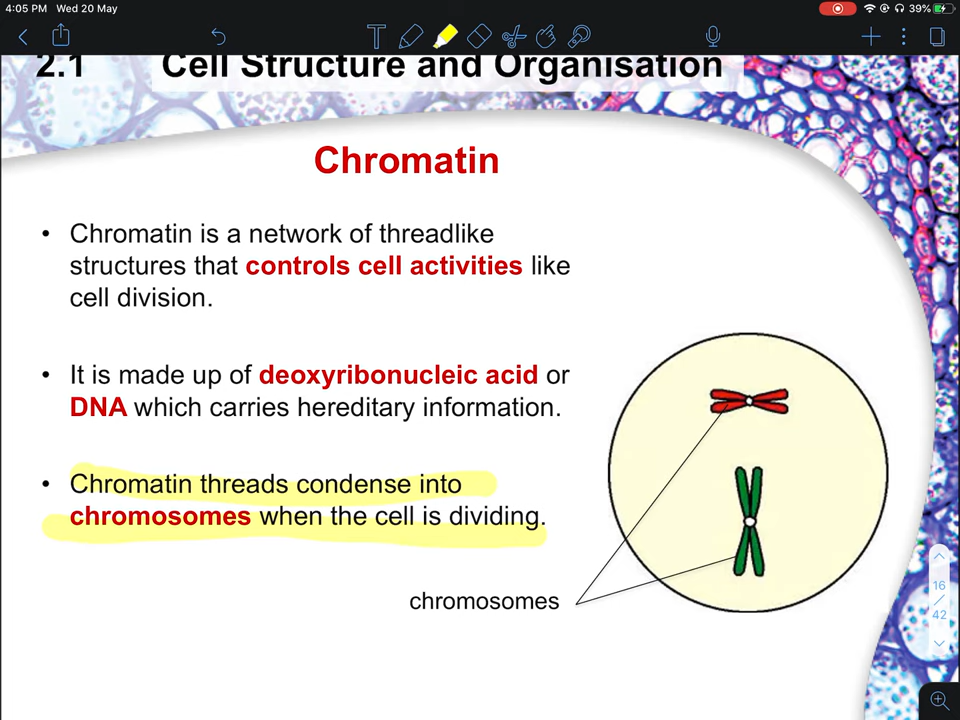 4:05 PM Wed 20 May
39%
2.1 Cell Structure and Organisation
Chromatin
• Chromatin is a network of threadlike
structures that controls cell activities like
cell division.
• It is made up of deoxyribonucleic acid or
DNA which carries hereditary information.
• Chromatin threads condense into
chromosomes when the cell is dividing.
chromosomes
16
/
42